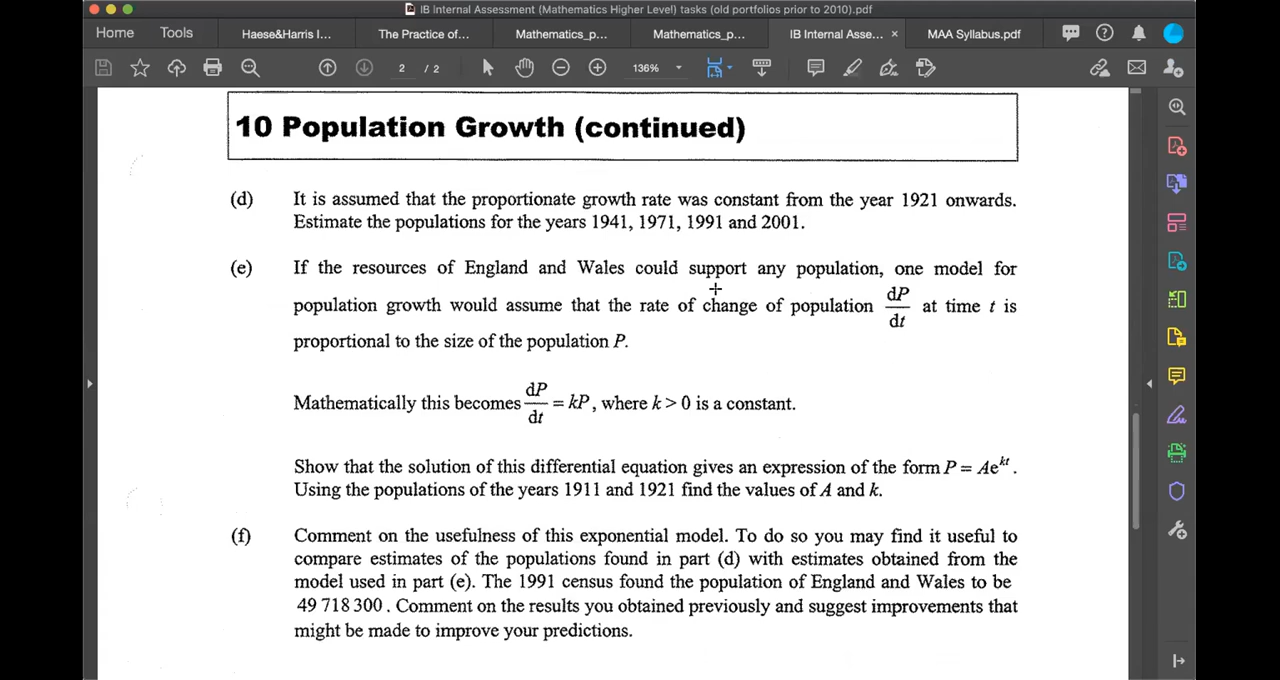 IB Internal Assessment (Mathematics Higher Level) tasks (old portfolios prior to 2010).pdf
Home Tools Haese&Harris I... The Practice of... Mathematics_p... Mathematics_p... IB Internal Asse... × MAA Syllabus.pdf
2 / 2 136%
10 Population Growth (continued)
(d) It is assumed that the proportionate growth rate was constant from the year 1921 onwards.
Estimate the populations for the years 1941, 1971, 1991 and 2001.
(e) If the resources of England and Wales could support any population, one model for
population growth would assume that the rate of change of population dP/dt at time t is
proportional to the size of the population P.
Mathematically this becomes dP/dt = kP, where k > 0 is a constant.
Show that the solution of this differential equation gives an expression of the form P = Ae^kt.
Using the populations of the years 1911 and 1921 find the values of A and k.
(f) Comment on the usefulness of this exponential model. To do so you may find it useful to
compare estimates of the populations found in part (d) with estimates obtained from the
model used in part (e). The 1991 census found the population of England and Wales to be
49 718 300. Comment on the results you obtained previously and suggest improvements that
might be made to improve your predictions.